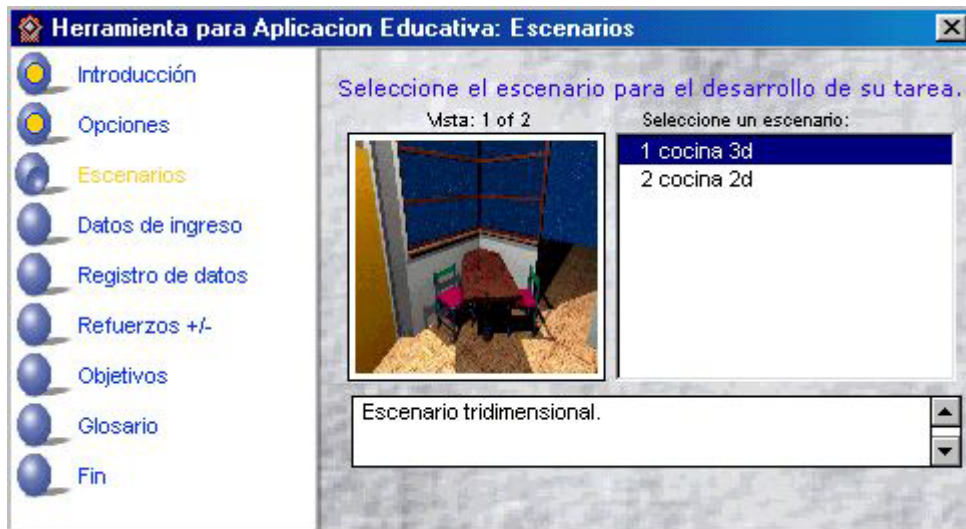 Herramienta para Aplicacion Educativa: Escenarios
Introducción
Opciones
Escenarios
Datos de ingreso
Registro de datos
Refuerzos +/-
Objetivos
Glosario
Fin
Seleccione el escenario para el desarrollo de su tarea.
Vista: 1 of 2
Seleccione un escenario:
1 cocina 3d
2 cocina 2d
Escenario tridimensional.